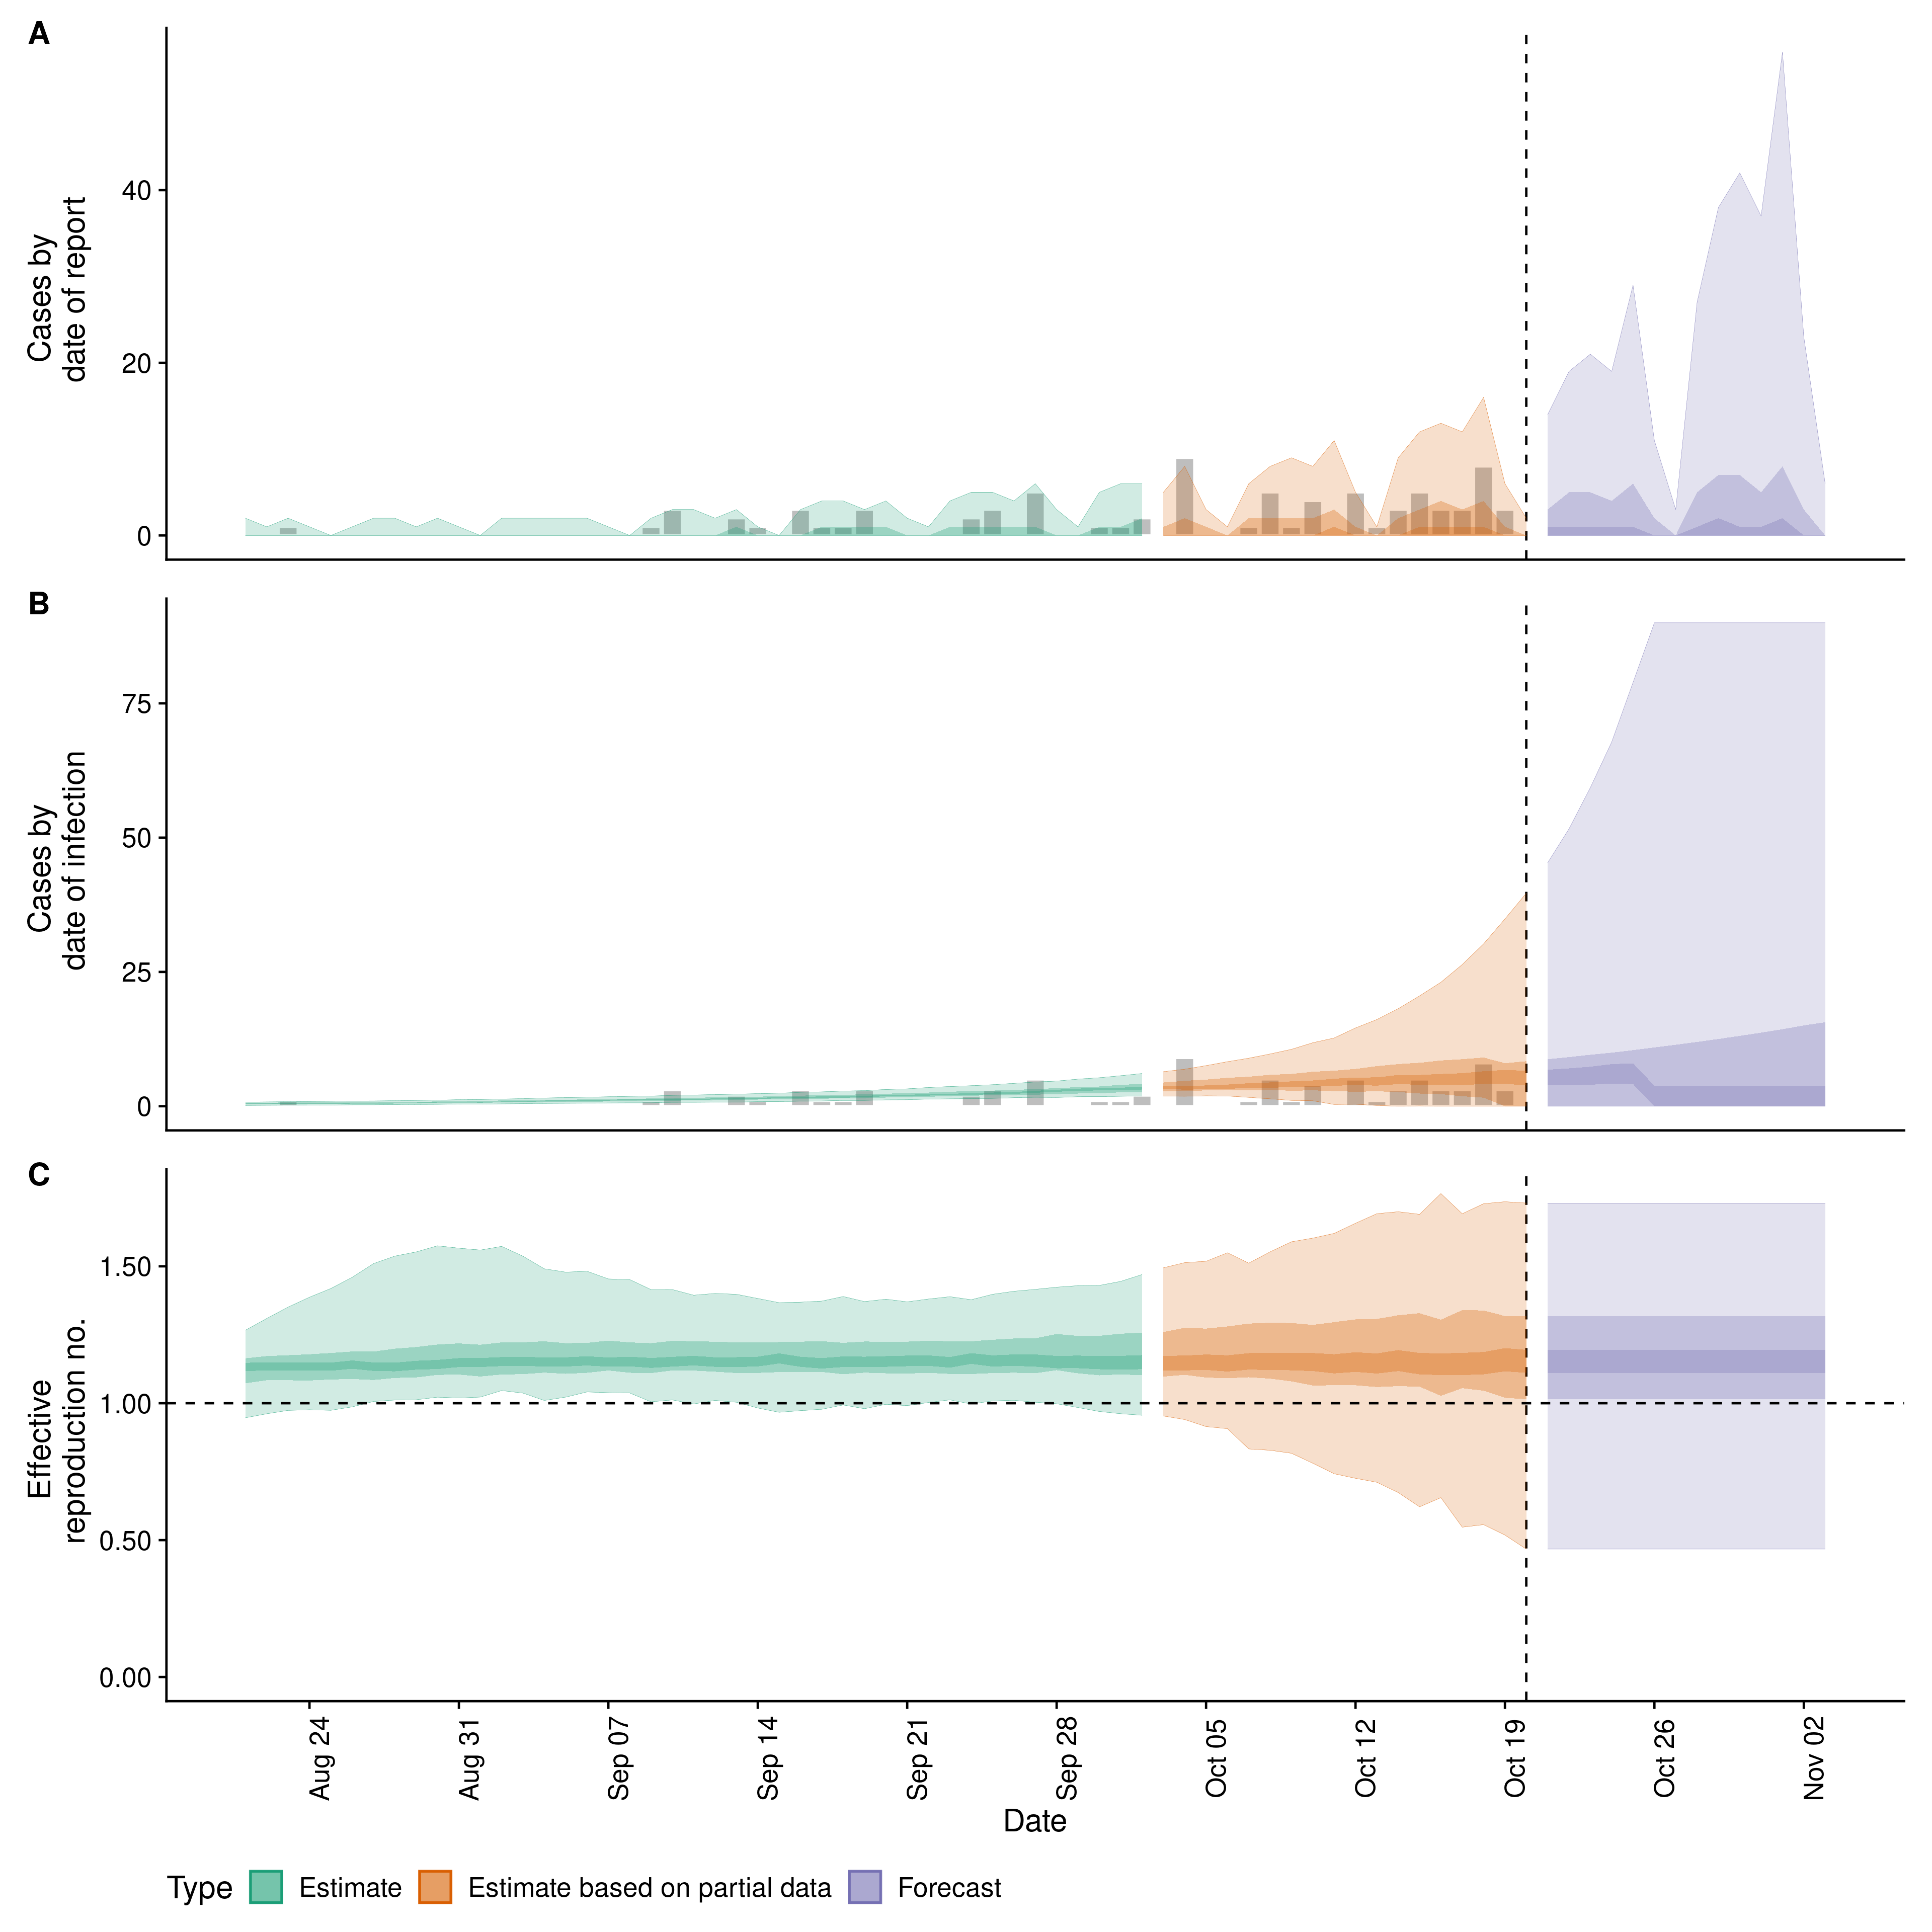 A
Cases by
date of report
40
20
0
B
Cases by
date of infection
75
50
25
0
C
Effective
reproduction no.
1.50
1.00
0.50
0.00
Aug 24
Aug 31
Sep 07
Sep 14
Sep 21
Sep 28
Oct 05
Oct 12
Oct 19
Oct 26
Nov 02
Date
Type Estimate Estimate based on partial data Forecast